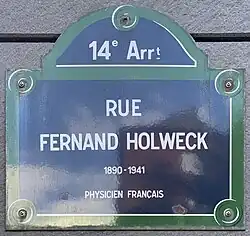 14e Arrt
RUE
FERNAND HOLWECK
1890-1941
PHYSICIEN FRANÇAIS